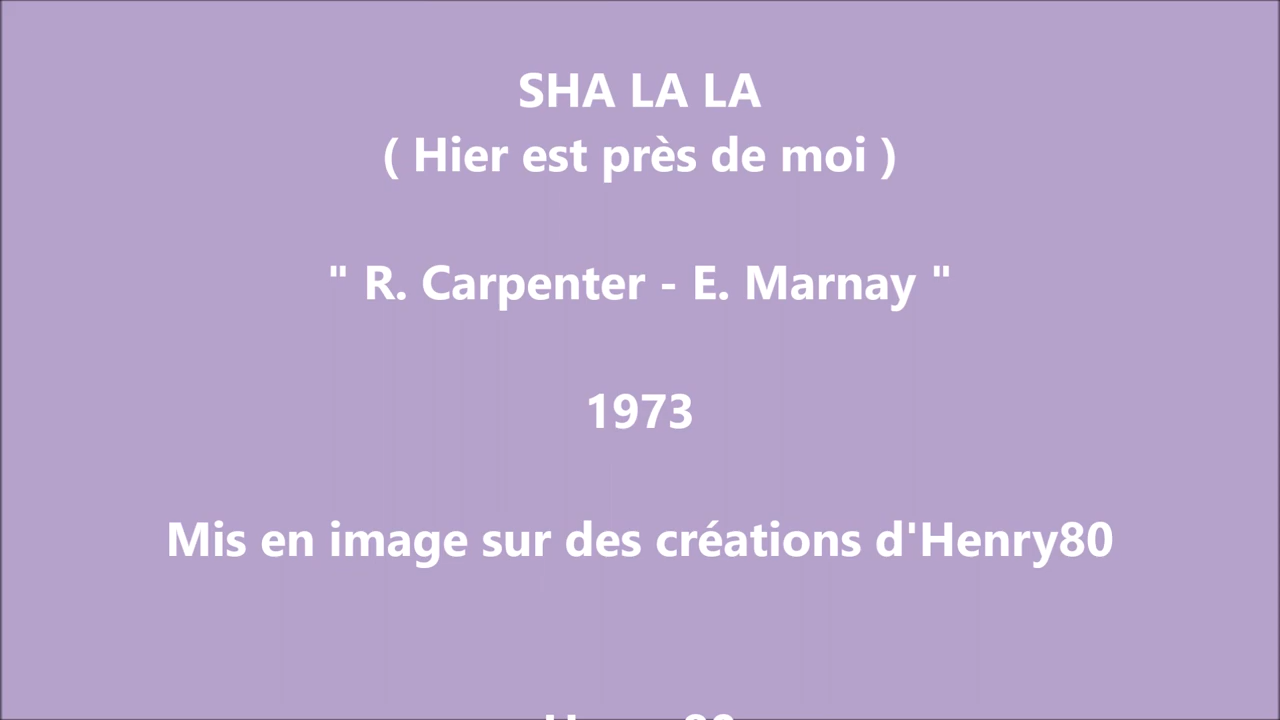 SHA LA LA
( Hier est près de moi )
" R. Carpenter - E. Marnay "
1973
Mis en image sur des créations d'Henry80